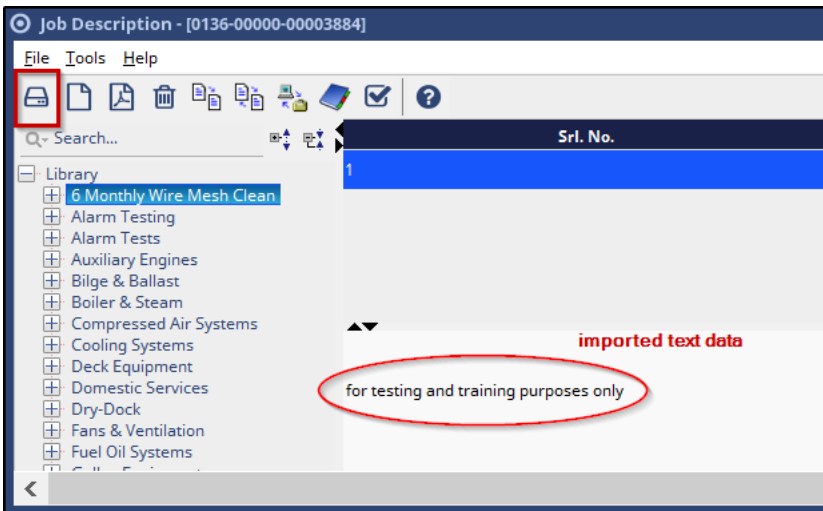 Job Description - [0136-00000-00003884]
File Tools Help
Search...
Srl. No.
Library
1
6 Monthly Wire Mesh Clean
Alarm Testing
Alarm Tests
Auxiliary Engines
Bilge & Ballast
Boiler & Steam
Compressed Air Systems
imported text data
Cooling Systems
Deck Equipment
Domestic Services
for testing and training purposes only
Dry-Dock
Fans & Ventilation
Fuel Oil Systems